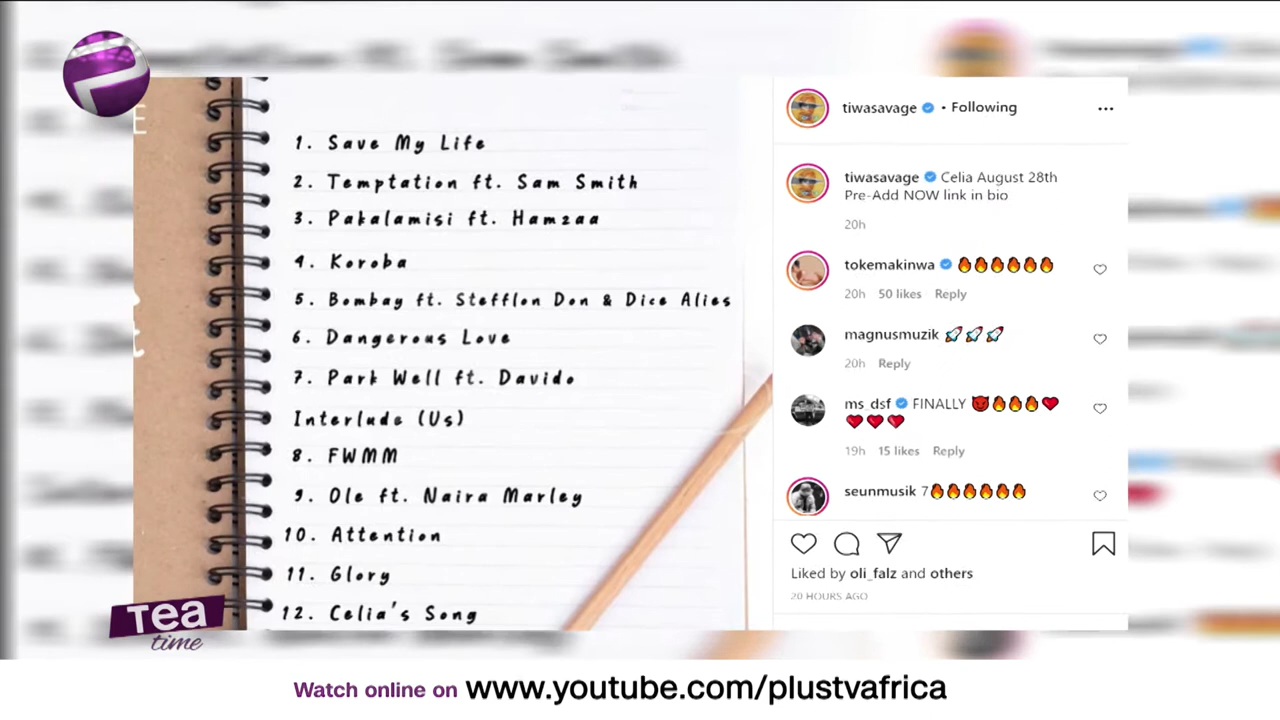 1. Save My Life
2. Temptation ft. Sam Smith
3. Pakalamisi ft. Hamzaa
4. Koroba
5. Bombay ft. Stefflon Don & Dice Alies
6. Dangerous Love
7. Park Well ft. Davido
Interlude (Us)
8. FWMM
9. Ole ft. Naira Marley
10. Attention
11. Glory
12. Celia's Song
tiwasavage • Following
tiwasavage Celia August 28th
Pre-Add NOW link in bio
20h
tokemakinwa 🔥🔥🔥🔥🔥🔥
20h 50 likes Reply
magnusmuzik 🚀🚀🚀
20h Reply
ms_dsf FINALLY 😈🔥🔥🔥❤️
❤️❤️❤️
19h 15 likes Reply
seunmusik 7🔥🔥🔥🔥🔥🔥
Liked by oli_falz and others
20 HOURS AGO
Tea
time
Watch online on www.youtube.com/plustvafrica